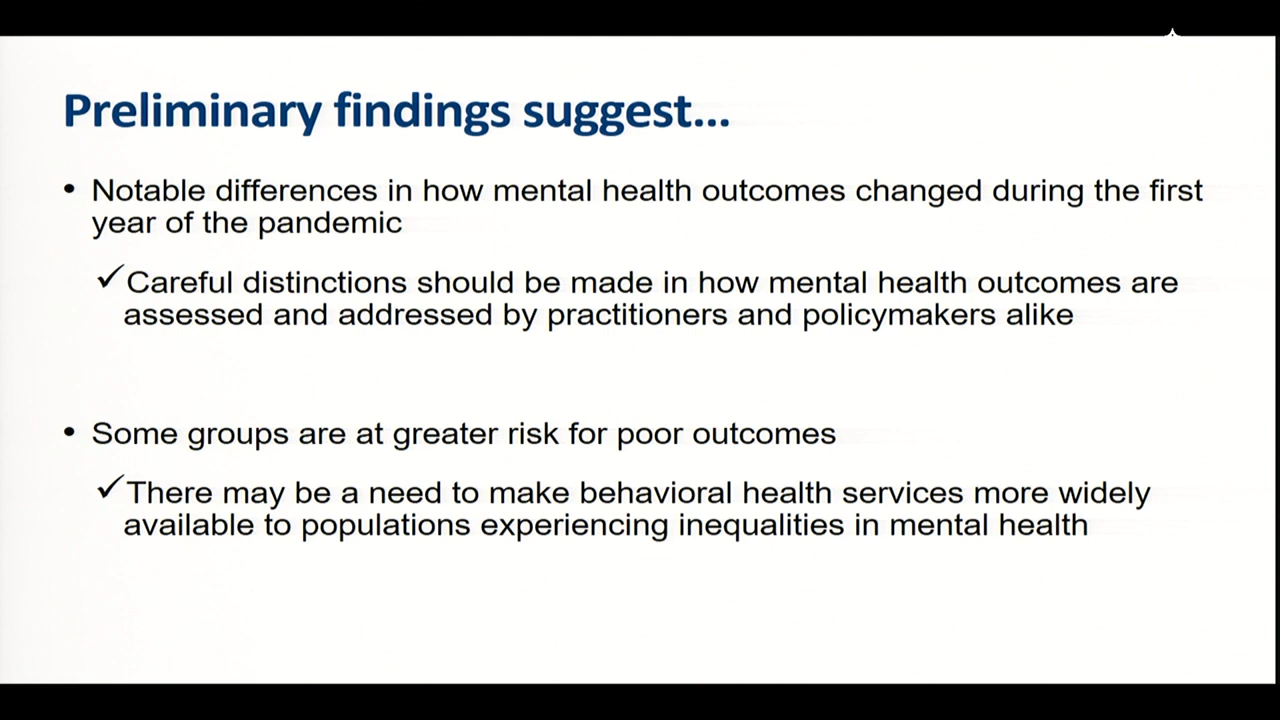 Preliminary findings suggest...
• Notable differences in how mental health outcomes changed during the first
year of the pandemic
✓Careful distinctions should be made in how mental health outcomes are
assessed and addressed by practitioners and policymakers alike
• Some groups are at greater risk for poor outcomes
✓There may be a need to make behavioral health services more widely
available to populations experiencing inequalities in mental health